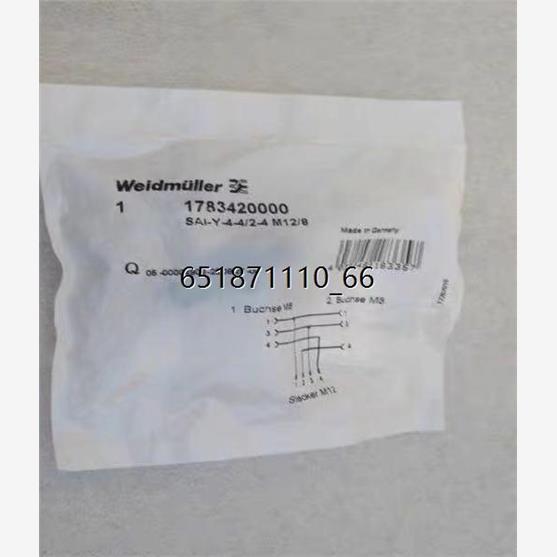 Weidmüller
1 1783420000
SAI-Y-4-4/2-4 M12/8
Made in Germany
Q
651871110_66
1 Buchse M8
2 Buchse M8
1 1
3 3
4 4
1 2 3 4
Stecker M12